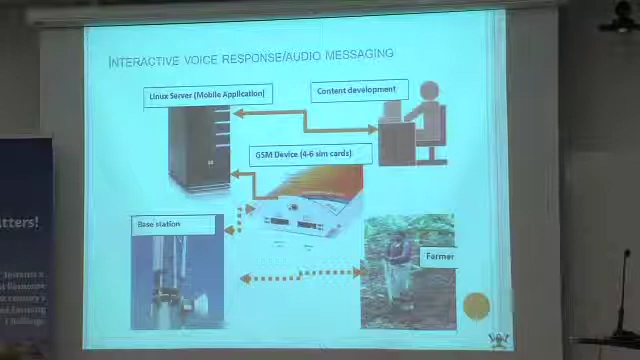 INTERACTIVE VOICE RESPONSE/AUDIO MESSAGING
Linux Server (Mobile Application)
Content development
GSM Device (4-6 sim cards)
Base station
Farmer
tters!